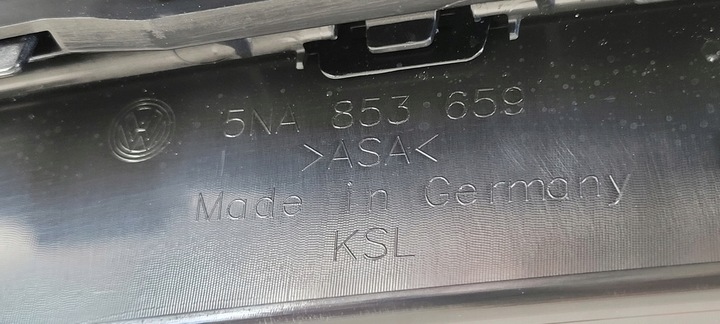 5NA 853 659
>ASA<
Made in Germany
KSL